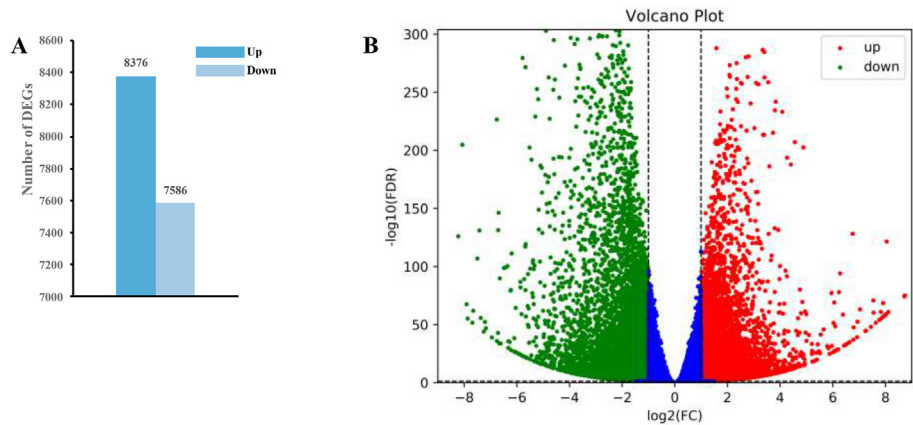 A
8600
8400
8200
8000
7800
7600
7400
7200
7000
Number of DEGs
8376
7586
Up
Down
B
Volcano Plot
300
250
200
150
100
50
0
-log10(FDR)
up
down
−8 −6 −4 −2 0 2 4 6 8
log2(FC)